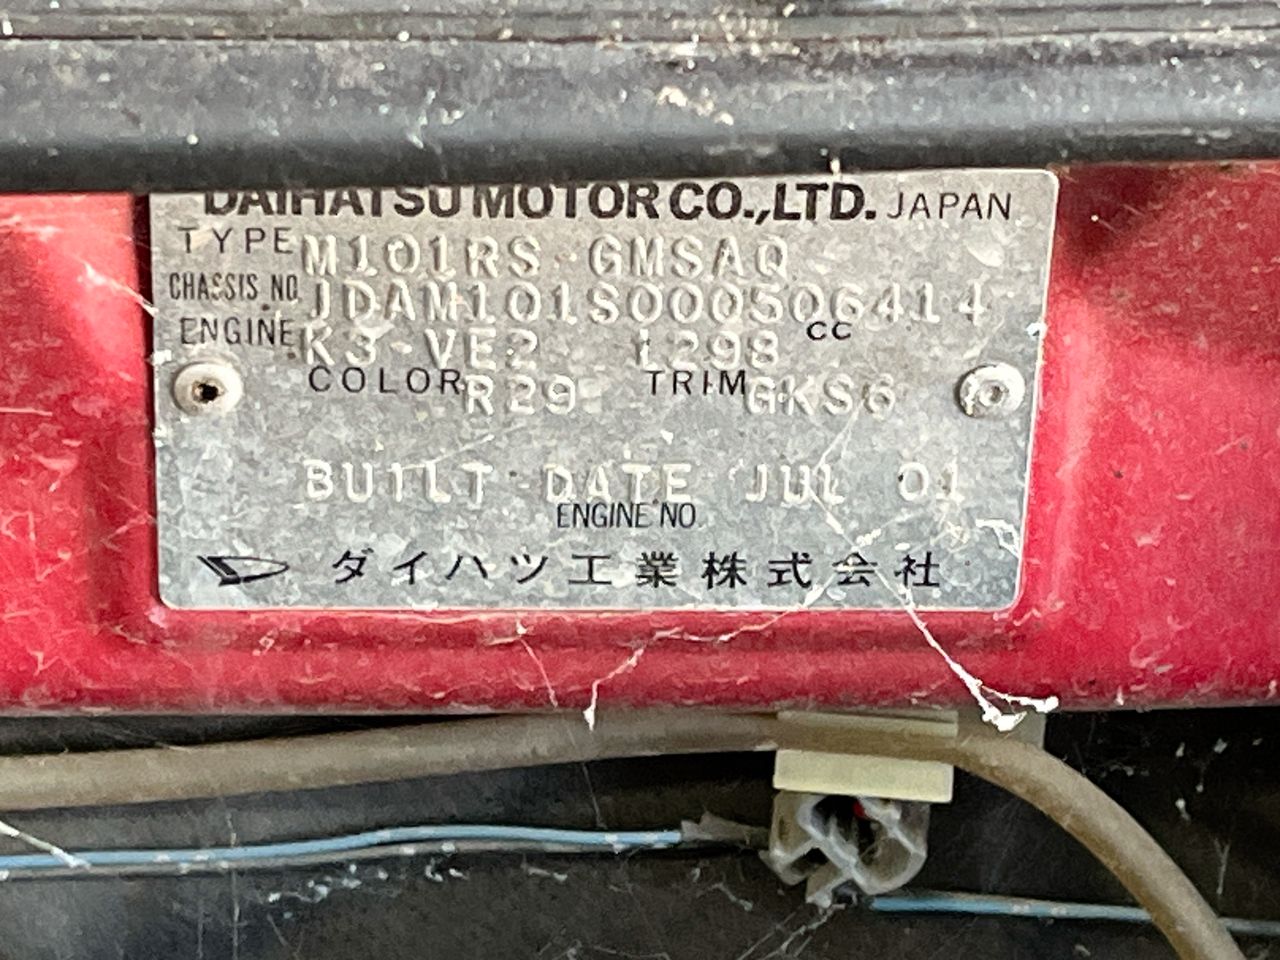 DAIHATSU MOTOR CO.,LTD. JAPAN
TYPE M101RS-GMSAQ
CHASSIS NO. JDAM101S000506414
ENGINE K3-VE2 1298 CC
COLOR R29 TRIM GKS6
BUILT DATE JUL 01
ENGINE NO.
ダイハツ工業株式会社